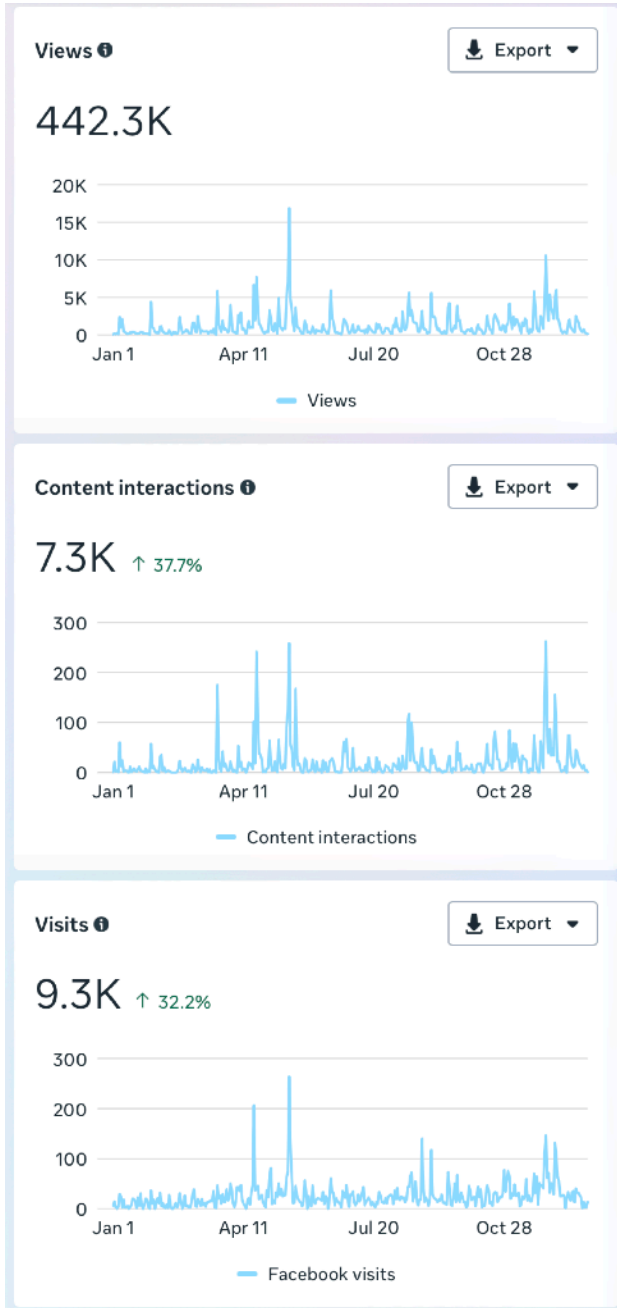 Views
Export
442.3K
20K
15K
10K
5K
0
Jan 1 Apr 11 Jul 20 Oct 28
Views
Content interactions
Export
7.3K ↑ 37.7%
300
200
100
0
Jan 1 Apr 11 Jul 20 Oct 28
Content interactions
Visits
Export
9.3K ↑ 32.2%
300
200
100
0
Jan 1 Apr 11 Jul 20 Oct 28
Facebook visits